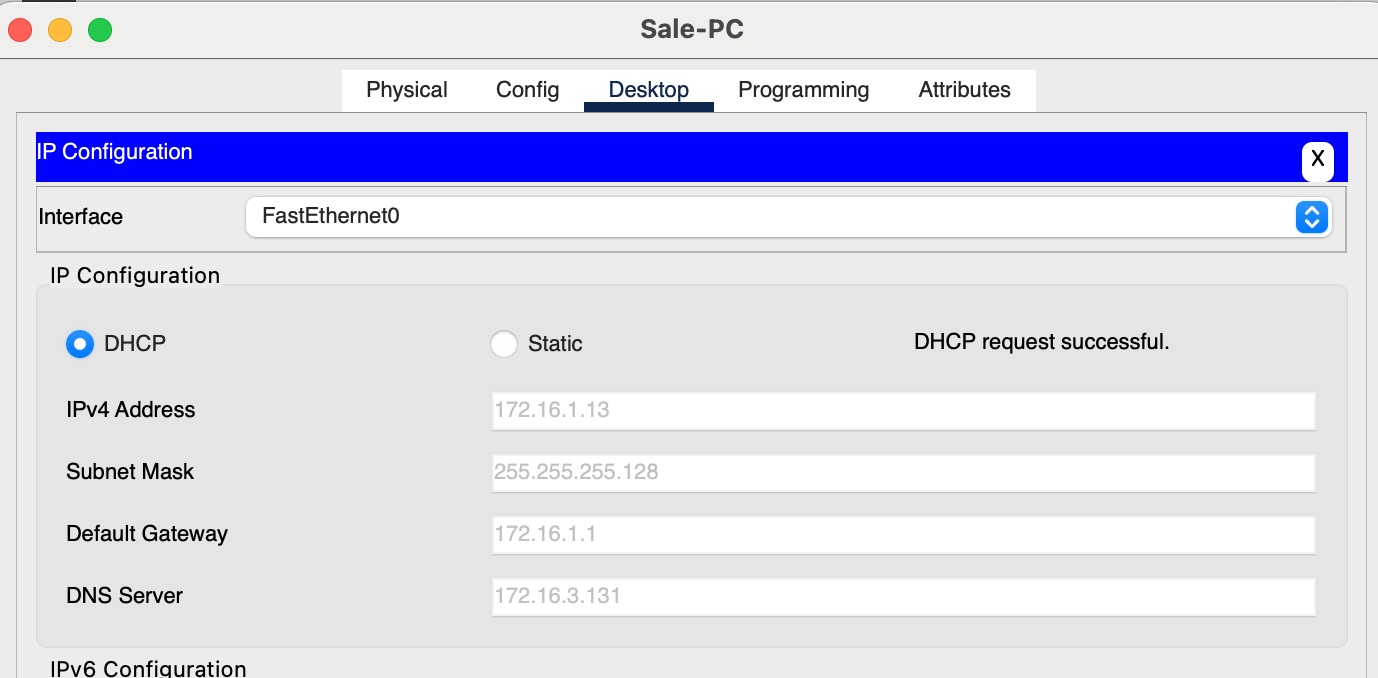 Sale-PC
Physical Config Desktop Programming Attributes
IP Configuration X
Interface FastEthernet0
IP Configuration
DHCP Static DHCP request successful.
IPv4 Address 172.16.1.13
Subnet Mask 255.255.255.128
Default Gateway 172.16.1.1
DNS Server 172.16.3.131
IPv6 Configuration